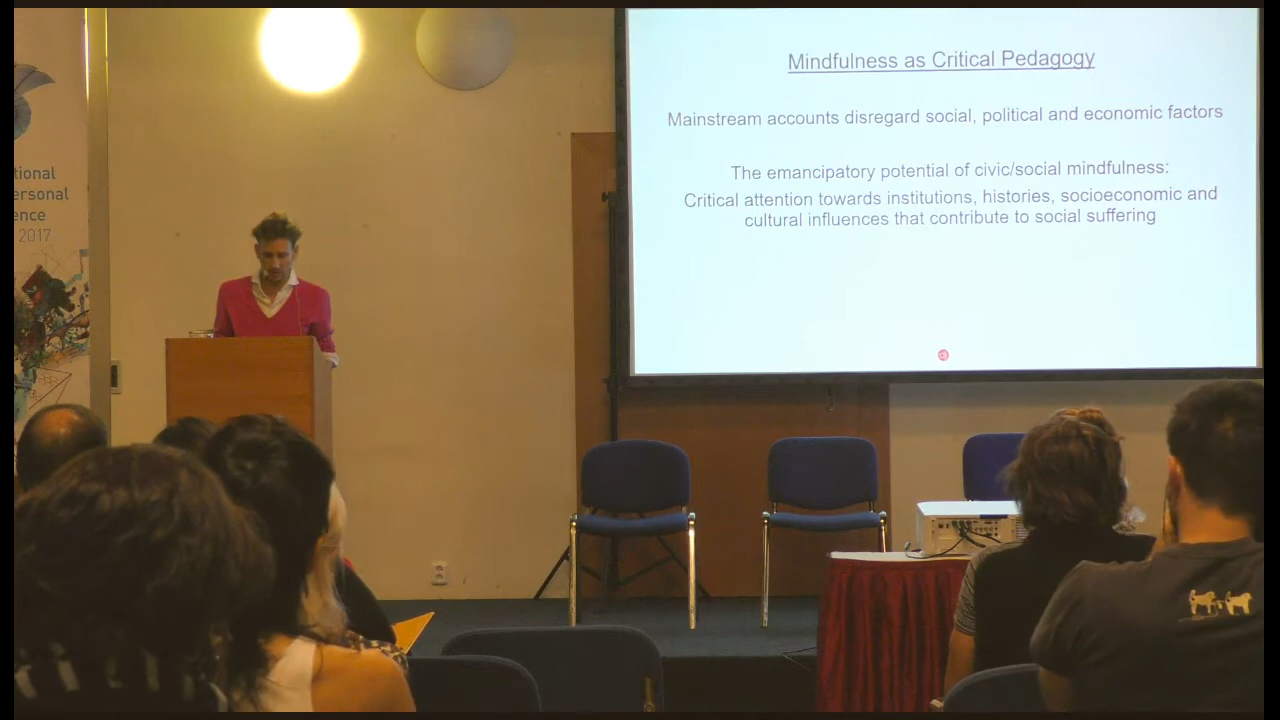 tional
ersonal
ence
2017
Mindfulness as Critical Pedagogy
Mainstream accounts disregard social, political and economic factors
The emancipatory potential of civic/social mindfulness:
Critical attention towards institutions, histories, socioeconomic and
cultural influences that contribute to social suffering